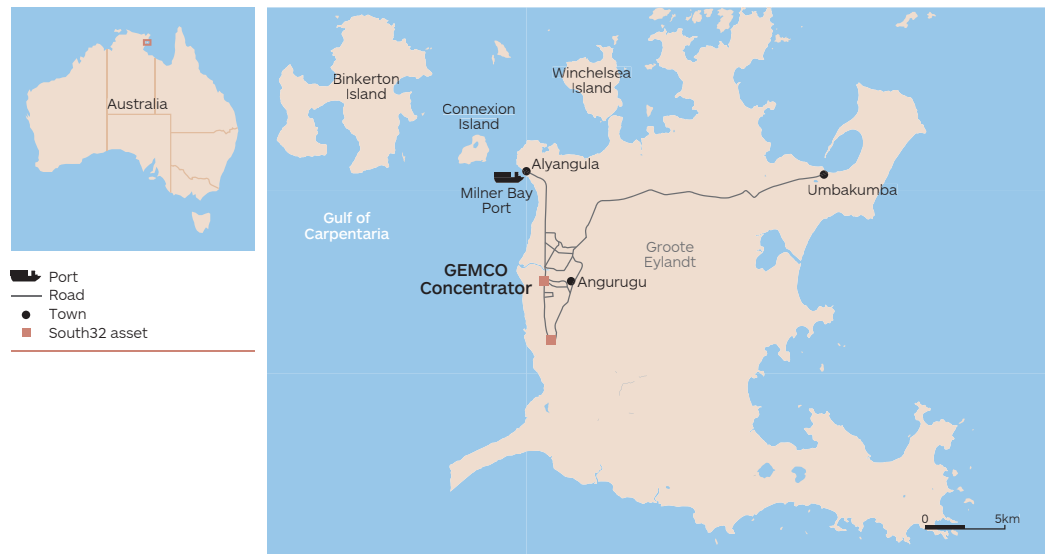 Australia
Port
Road
Town
South32 asset
Binkerton
Island
Winchelsea
Island
Connexion
Island
Alyangula
Milner Bay
Port
Umbakumba
Gulf of
Carpentaria
Groote
Eylandt
GEMCO
Concentrator
Angurugu
0 5km